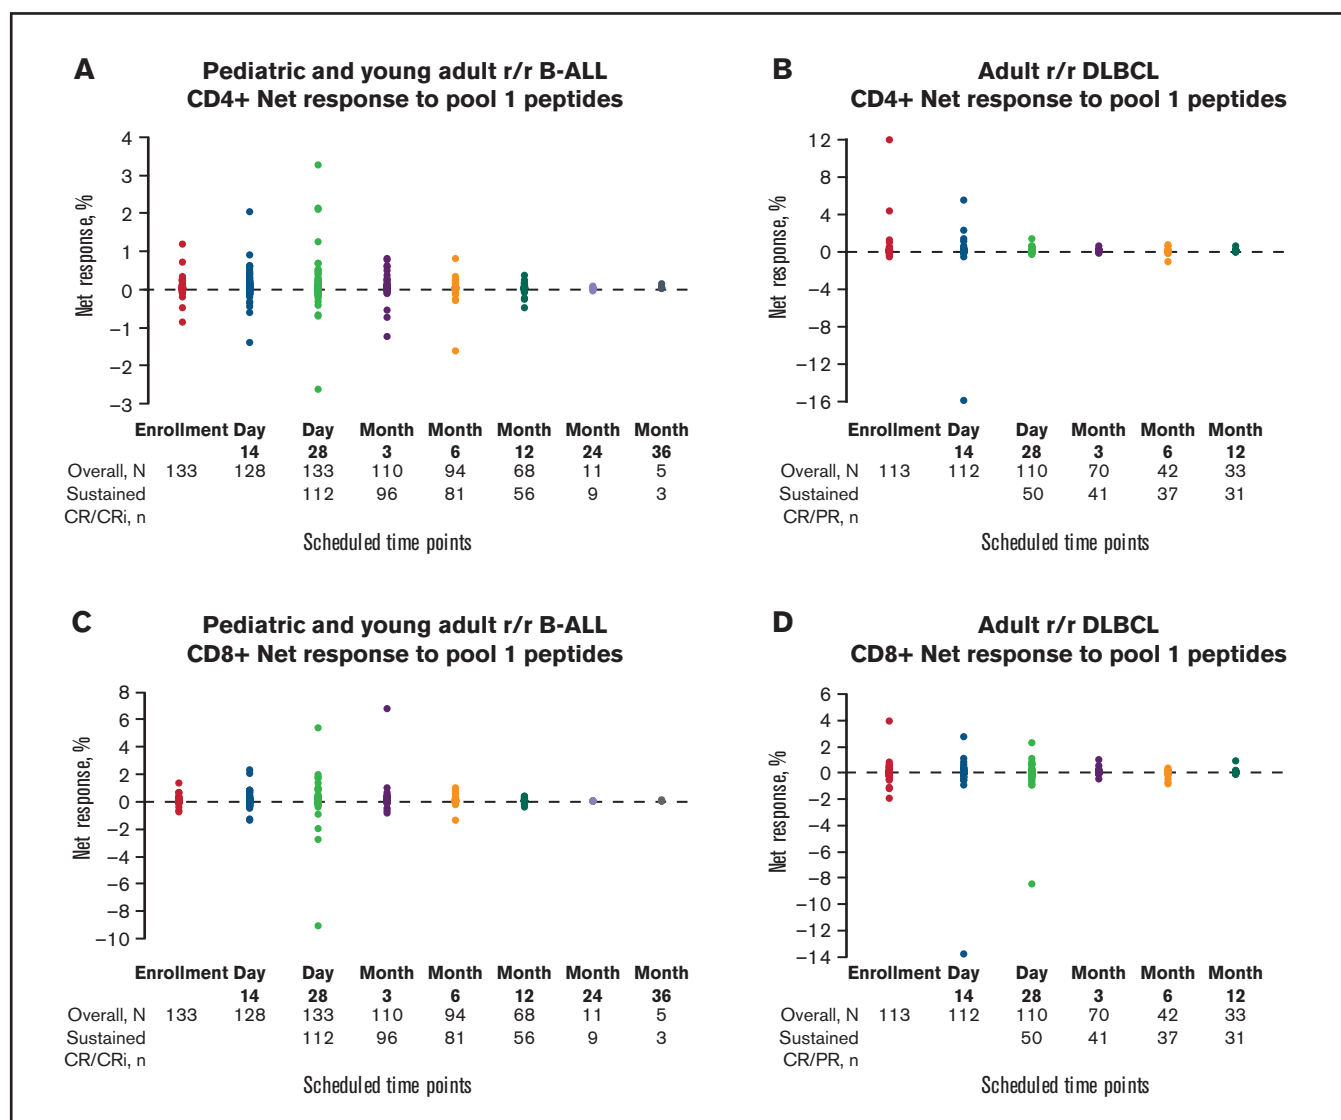 A
Pediatric and young adult r/r B-ALL
CD4+ Net response to pool 1 peptides
Net response, %
4
3
2
1
0
−1
−2
−3
Enrollment Day Day Month Month Month Month Month
14 28 3 6 12 24 36
Overall, N 133 128 133 110 94 68 11 5
Sustained 112 96 81 56 9 3
CR/CRi, n
Scheduled time points
B
Adult r/r DLBCL
CD4+ Net response to pool 1 peptides
Net response, %
12
8
4
0
−4
−8
−12
−16
Enrollment Day Day Month Month Month
14 28 3 6 12
Overall, N 113 112 110 70 42 33
Sustained 50 41 37 31
CR/PR, n
Scheduled time points
C
Pediatric and young adult r/r B-ALL
CD8+ Net response to pool 1 peptides
Net response, %
8
6
4
2
0
−2
−4
−6
−8
−10
Enrollment Day Day Month Month Month Month Month
14 28 3 6 12 24 36
Overall, N 133 128 133 110 94 68 11 5
Sustained 112 96 81 56 9 3
CR/CRi, n
Scheduled time points
D
Adult r/r DLBCL
CD8+ Net response to pool 1 peptides
Net response, %
6
4
2
0
−2
−4
−6
−8
−10
−12
−14
Enrollment Day Day Month Month Month
14 28 3 6 12
Overall, N 113 112 110 70 42 33
Sustained 50 41 37 31
CR/PR, n
Scheduled time points